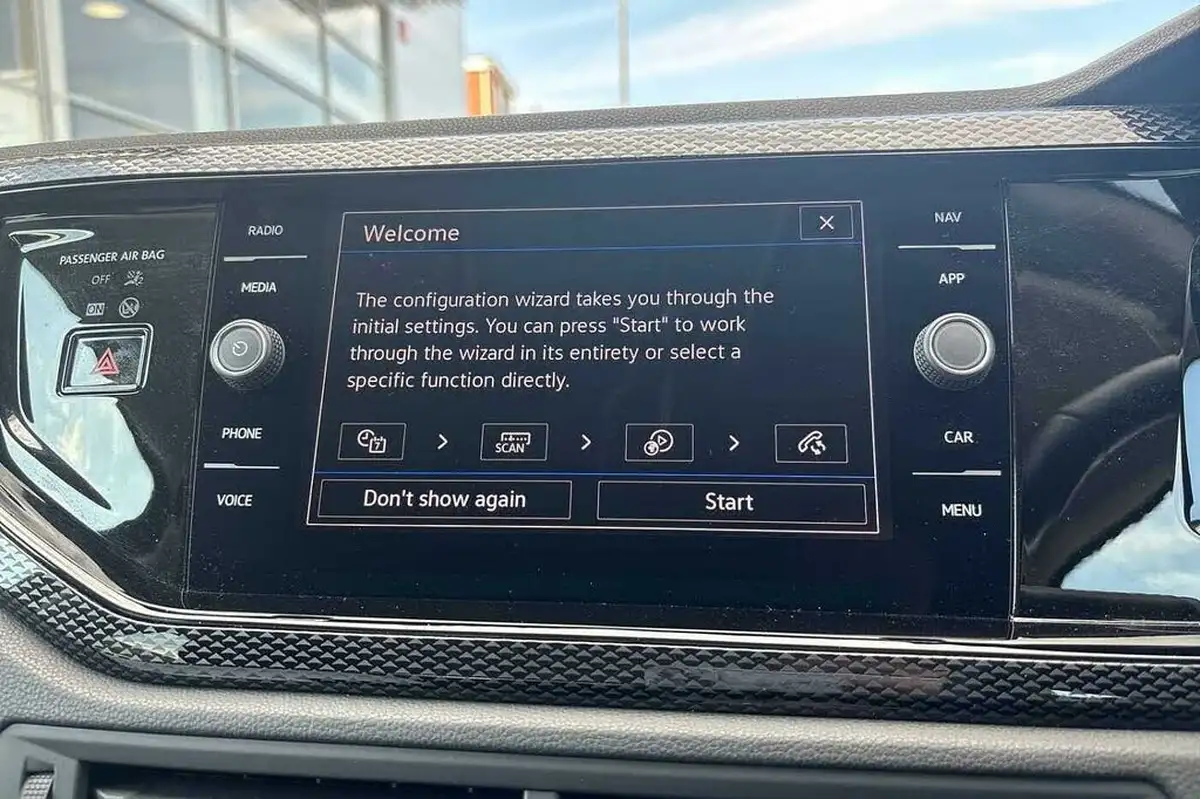 RADIO
MEDIA
PHONE
VOICE
PASSENGER AIR BAG
OFF
2
ON
Welcome
X
The configuration wizard takes you through the
initial settings. You can press "Start" to work
through the wizard in its entirety or select a
specific function directly.
7
>
SCAN
>
>
Don't show again
Start
NAV
APP
CAR
MENU